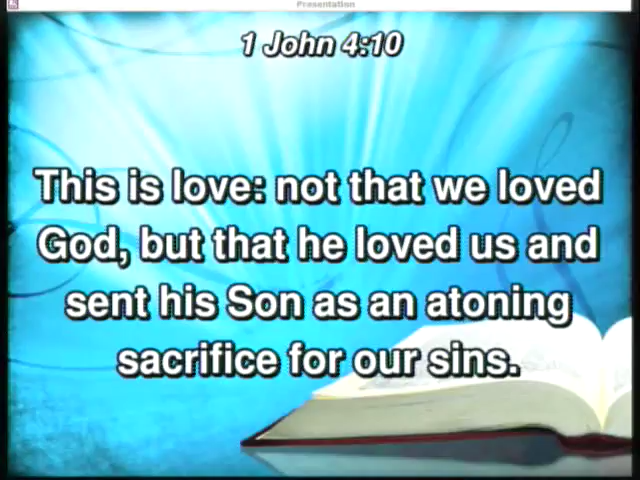 Presentation
1 John 4:10
This is love: not that we loved
God, but that he loved us and
sent his Son as an atoning
sacrifice for our sins.